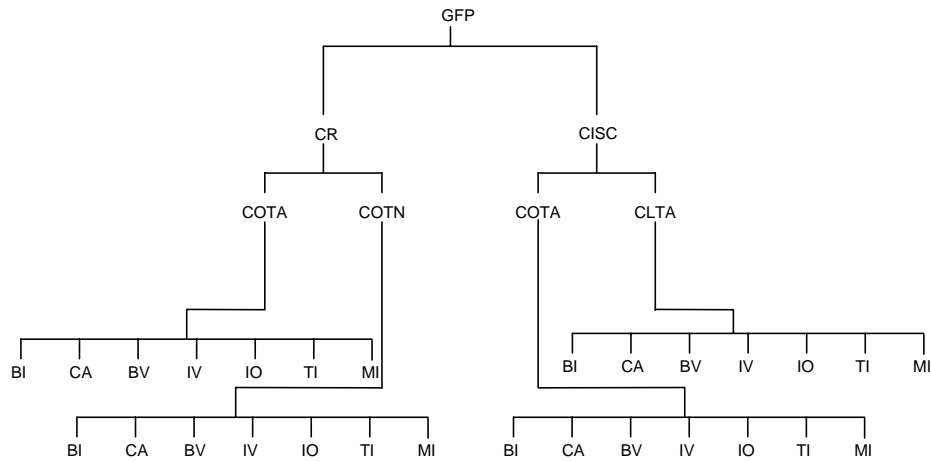 GFP
CR CISC
COTA COTN COTA CLTA
BI CA BV IV IO TI MI
BI CA BV IV IO TI MI
BI CA BV IV IO TI MI
BI CA BV IV IO TI MI